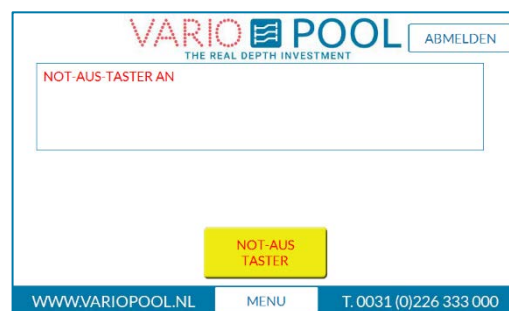 VARIO POOL
THE REAL DEPTH INVESTMENT
ABMELDEN
NOT-AUS-TASTER AN
NOT-AUS
TASTER
WWW.VARIOPOOL.NL
MENU
T. 0031 (0)226 333 000